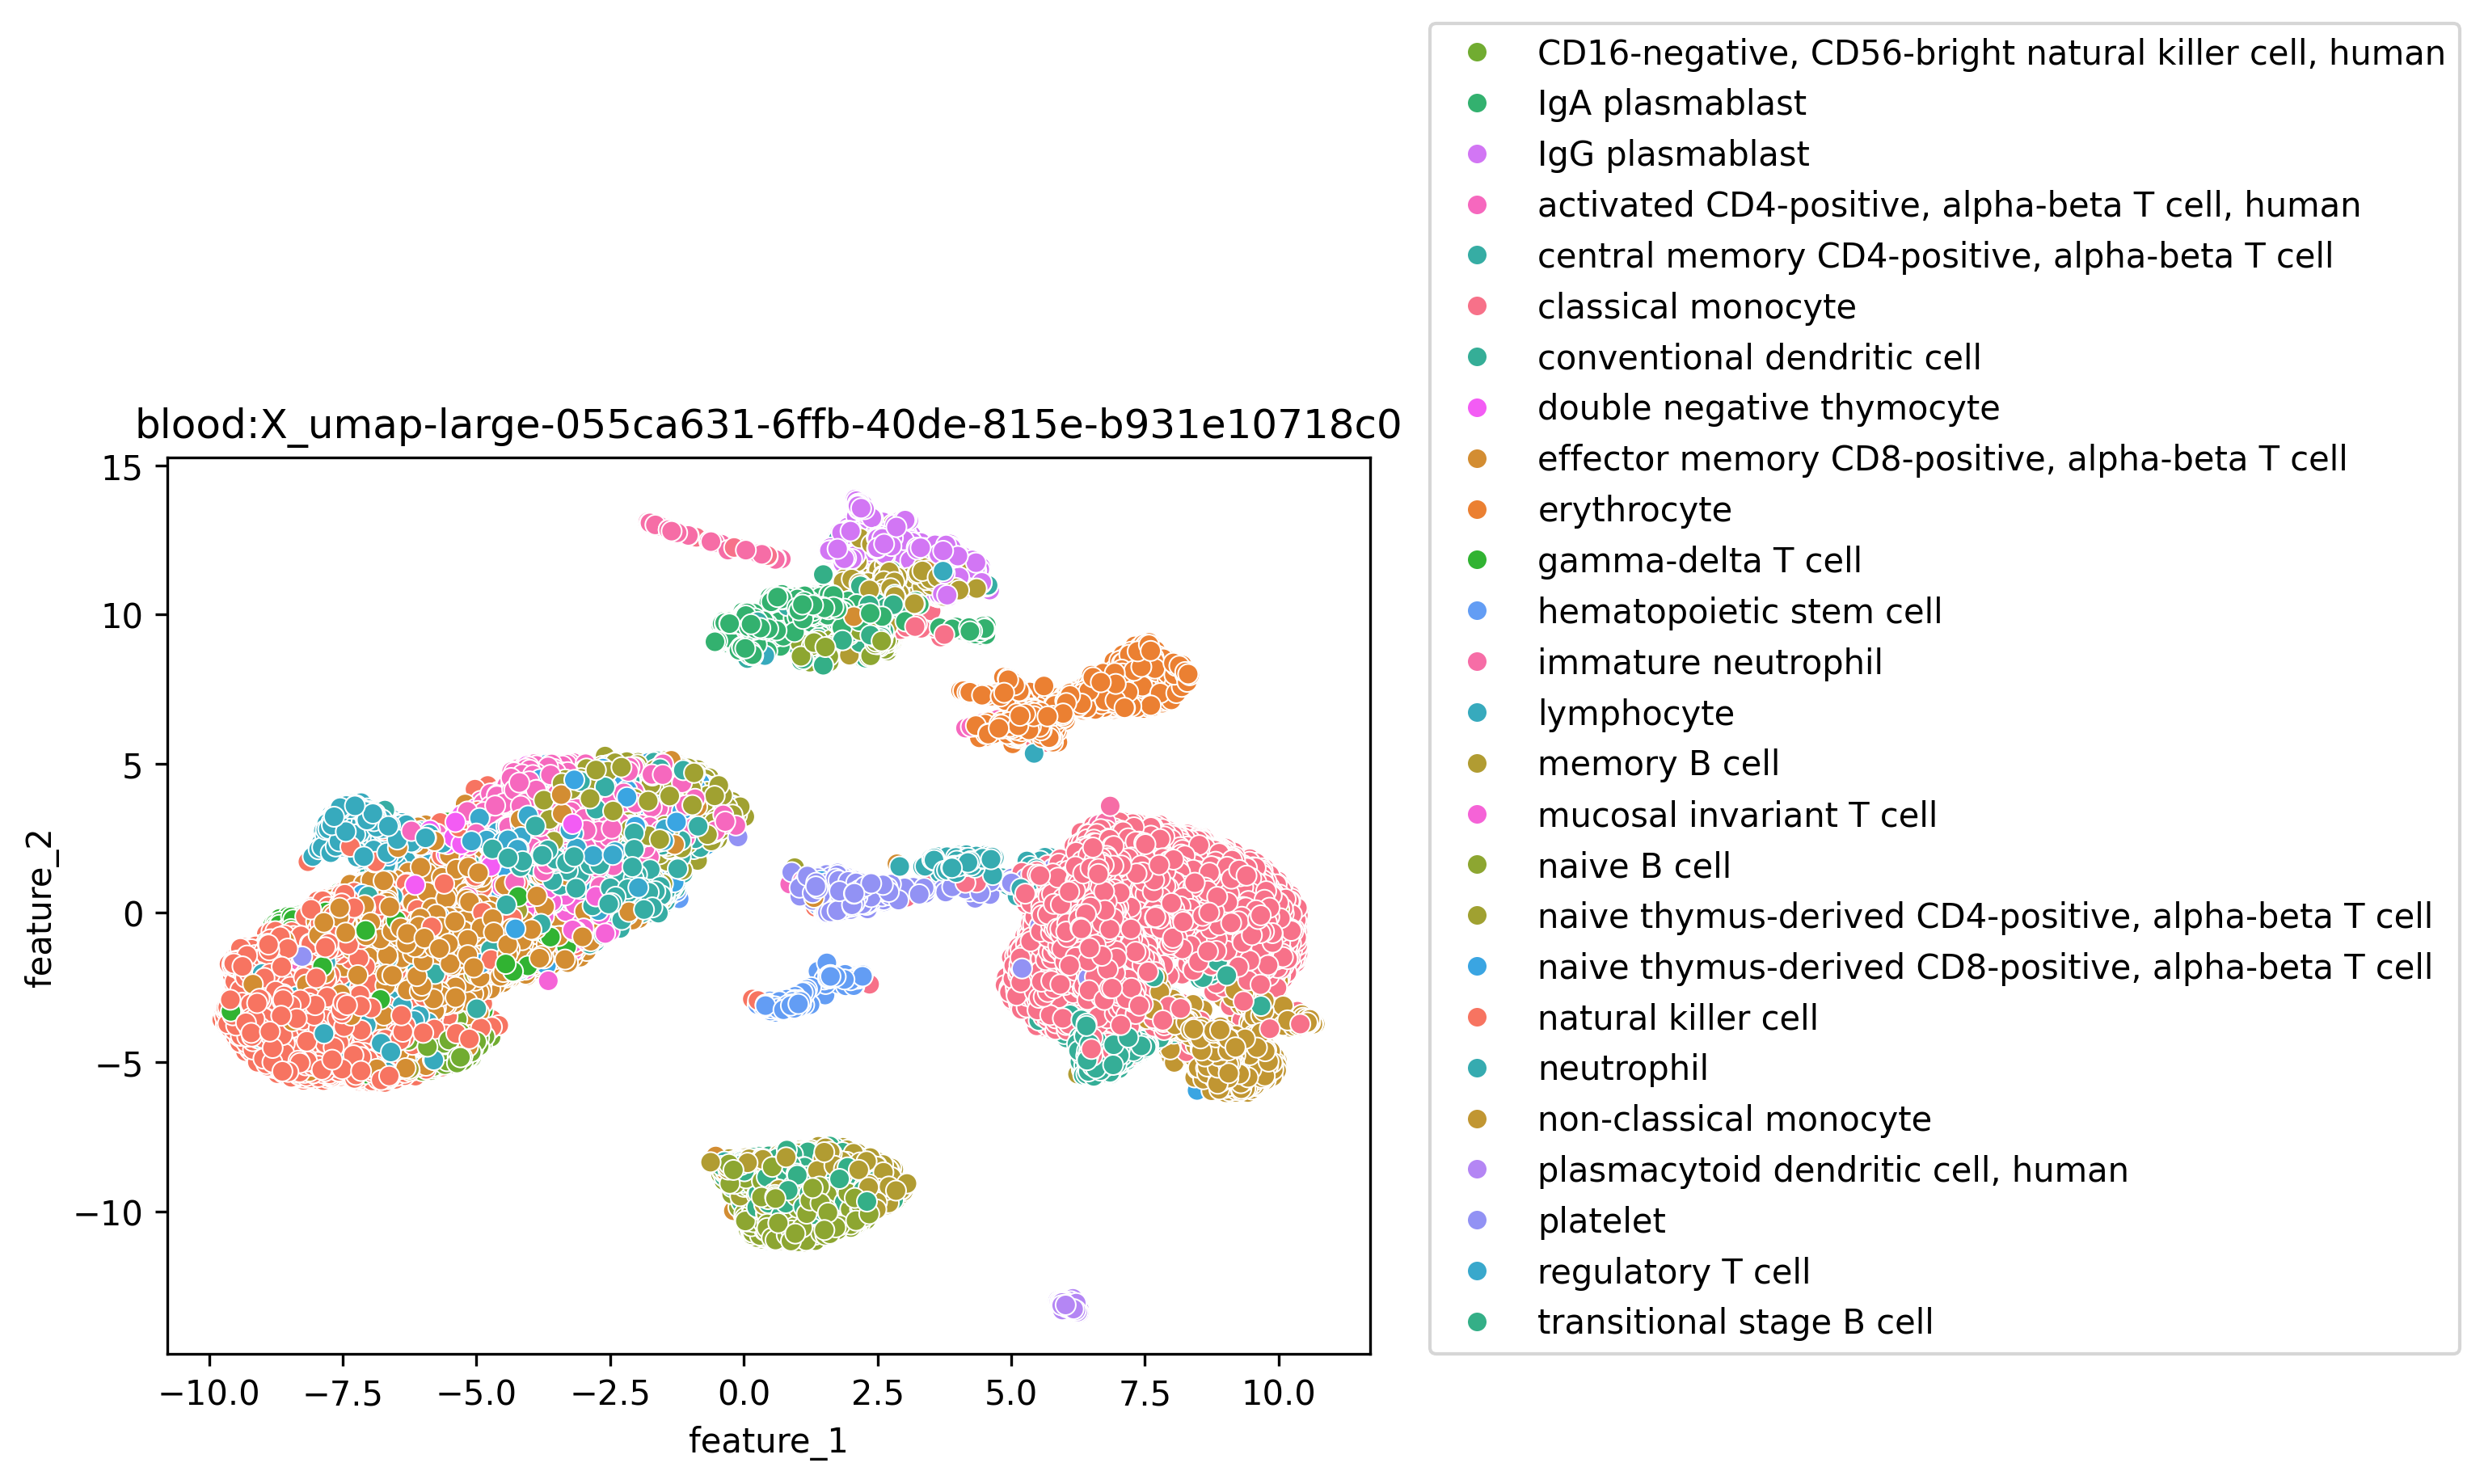 blood:X_umap-large-055ca631-6ffb-40de-815e-b931e10718c0
15
10
5
0
−5
−10
feature_2
−10.0 −7.5 −5.0 −2.5 0.0 2.5 5.0 7.5 10.0
feature_1
CD16-negative, CD56-bright natural killer cell, human
IgA plasmablast
IgG plasmablast
activated CD4-positive, alpha-beta T cell, human
central memory CD4-positive, alpha-beta T cell
classical monocyte
conventional dendritic cell
double negative thymocyte
effector memory CD8-positive, alpha-beta T cell
erythrocyte
gamma-delta T cell
hematopoietic stem cell
immature neutrophil
lymphocyte
memory B cell
mucosal invariant T cell
naive B cell
naive thymus-derived CD4-positive, alpha-beta T cell
naive thymus-derived CD8-positive, alpha-beta T cell
natural killer cell
neutrophil
non-classical monocyte
plasmacytoid dendritic cell, human
platelet
regulatory T cell
transitional stage B cell